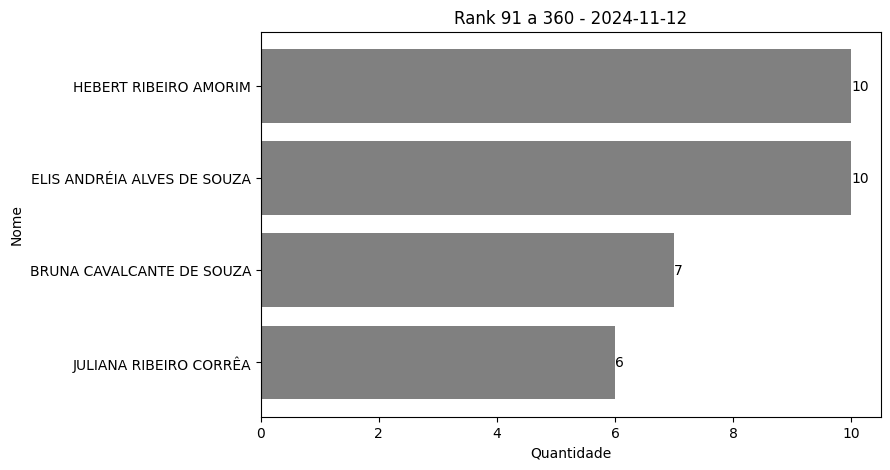 Rank 91 a 360 - 2024-11-12
HEBERT RIBEIRO AMORIM
10
ELIS ANDRÉIA ALVES DE SOUZA
10
Nome
BRUNA CAVALCANTE DE SOUZA
7
JULIANA RIBEIRO CORRÊA
6
0 2 4 6 8 10
Quantidade